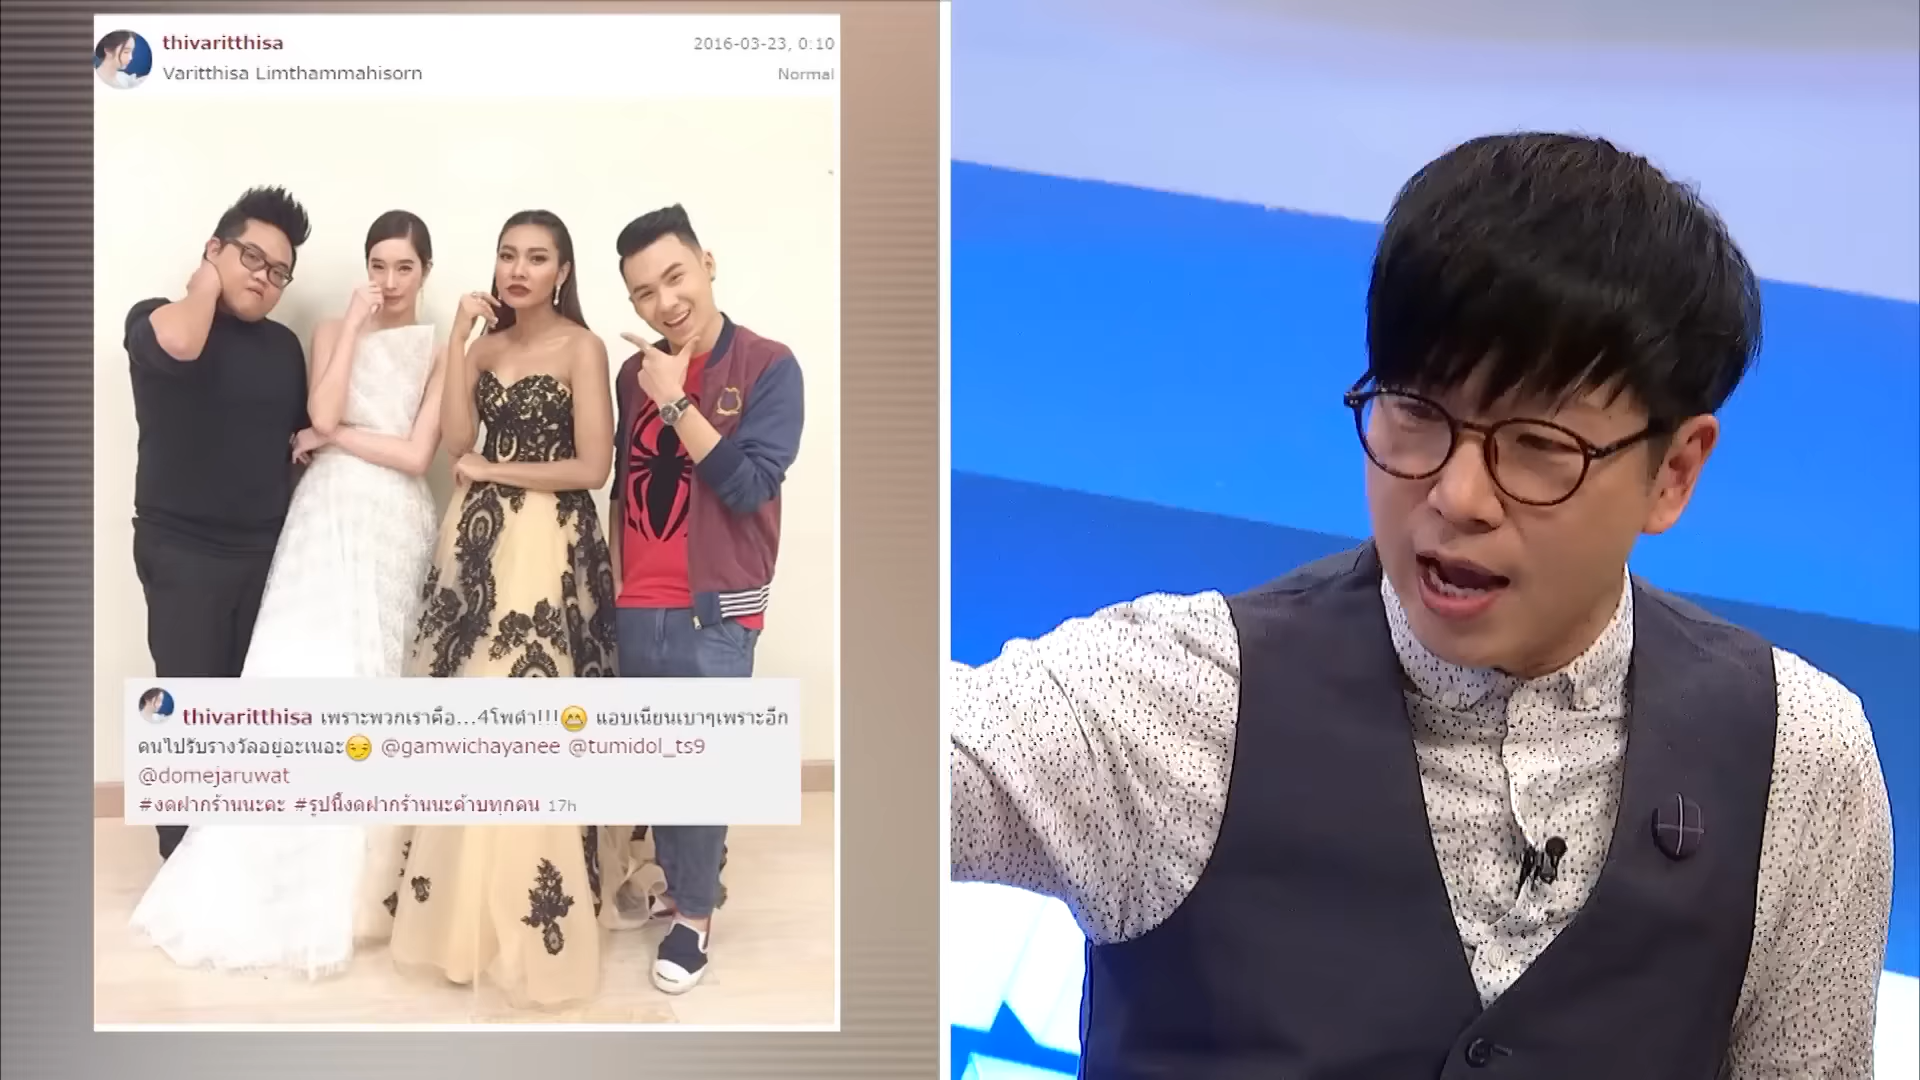 thivaritthisa
2016-03-23, 0:10
Varitthisa Limthammahisorn
Normal
thivaritthisa เพราะพวกเราคือ...4โพดำ!!!😁 แอบเนียนเบาๆเพราะอีก
คนไปรับรางวัลอยู่อะเนอะ😏 @gamwichayanee @tumidol_ts9
@domejaruwat
#งดฝากร้านนะคะ #รูปนี้งดฝากร้านนะค้าบทุกคน 17h